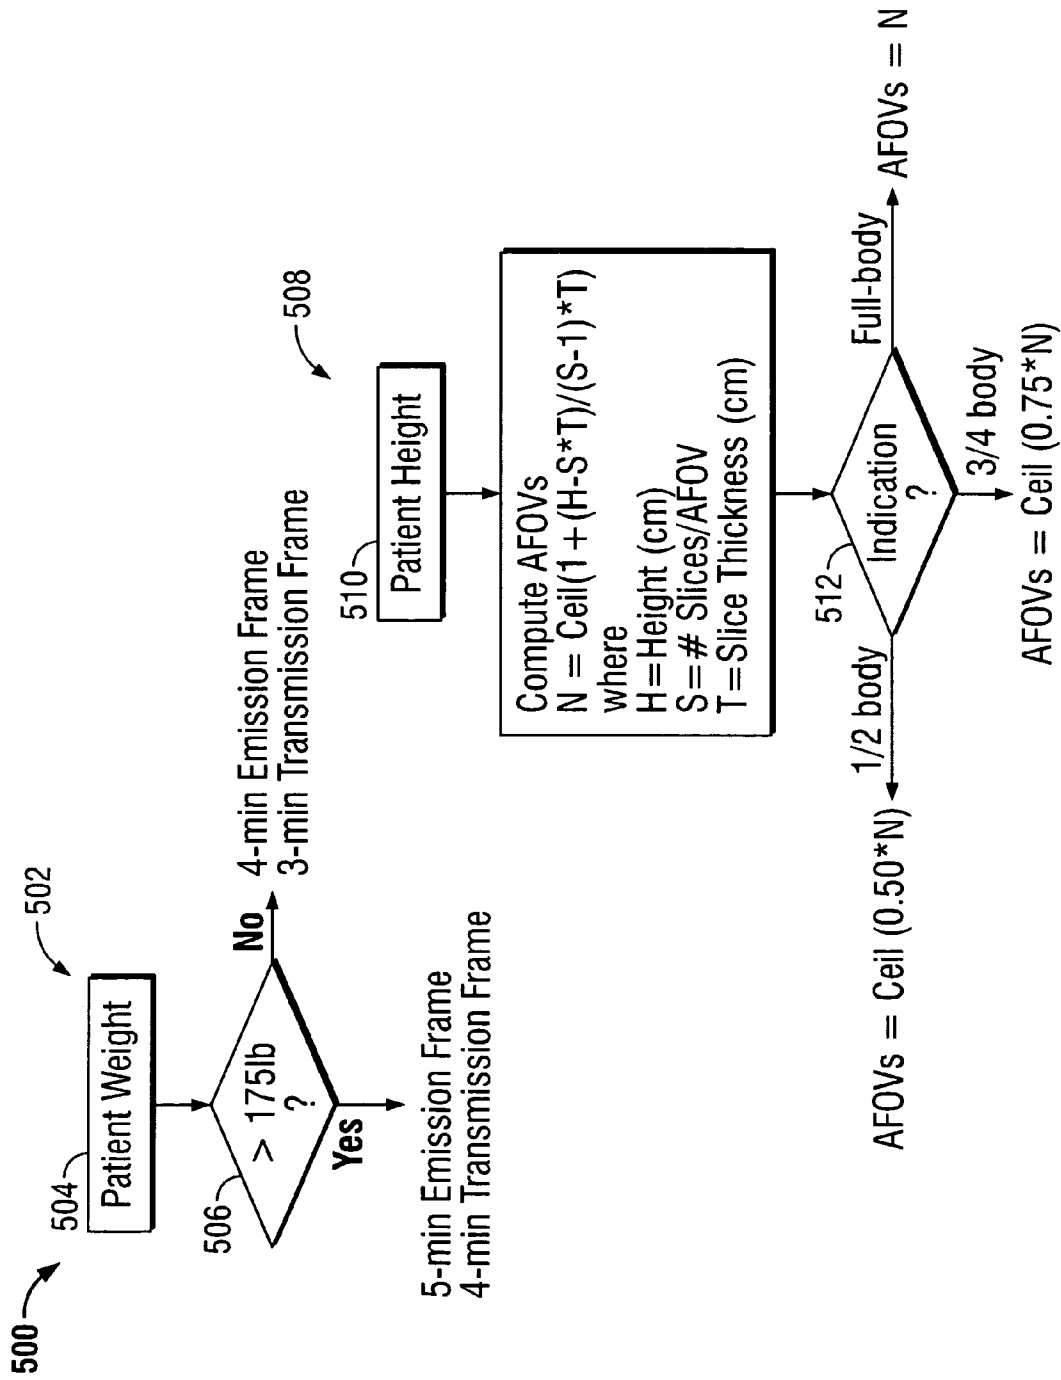 500
502
504
Patient Weight
506
> 175lb
?
No
4-min Emission Frame
3-min Transmission Frame
Yes
5-min Emission Frame
4-min Transmission Frame
508
510
Patient Height
Compute AFOVs
N = Ceil(1 + (H-S*T)/(S-1)*T)
where
H=Height (cm)
S=# Slices/AFOV
T=Slice Thickness (cm)
512
Indication
?
1/2 body
AFOVs = Ceil (0.50*N)
3/4 body
AFOVs = Ceil (0.75*N)
Full-body
AFOVs = N